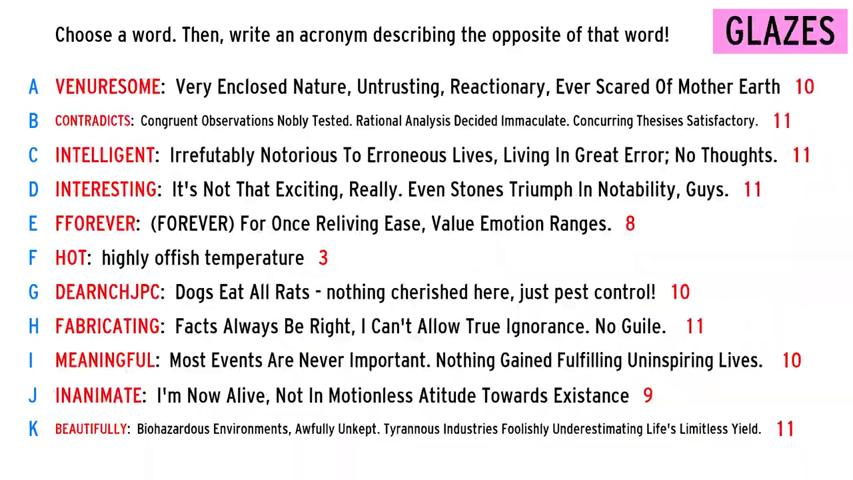 Choose a word. Then, write an acronym describing the opposite of that word!
GLAZES
A VENURESOME: Very Enclosed Nature, Untrusting, Reactionary, Ever Scared Of Mother Earth 10
B CONTRADICTS: Congruent Observations Nobly Tested. Rational Analysis Decided Immaculate. Concurring Thesises Satisfactory. 11
C INTELLIGENT: Irrefutably Notorious To Erroneous Lives, Living In Great Error; No Thoughts. 11
D INTERESTING: It's Not That Exciting, Really. Even Stones Triumph In Notability, Guys. 11
E FFOREVER: (FOREVER) For Once Reliving Ease, Value Emotion Ranges. 8
F HOT: highly offish temperature 3
G DEARNCHJPC: Dogs Eat All Rats - nothing cherished here, just pest control! 10
H FABRICATING: Facts Always Be Right, I Can't Allow True Ignorance. No Guile. 11
I MEANINGFUL: Most Events Are Never Important. Nothing Gained Fulfilling Uninspiring Lives. 10
J INANIMATE: I'm Now Alive, Not In Motionless Atitude Towards Existance 9
K BEAUTIFULLY: Biohazardous Environments, Awfully Unkept. Tyrannous Industries Foolishly Underestimating Life's Limitless Yield. 11